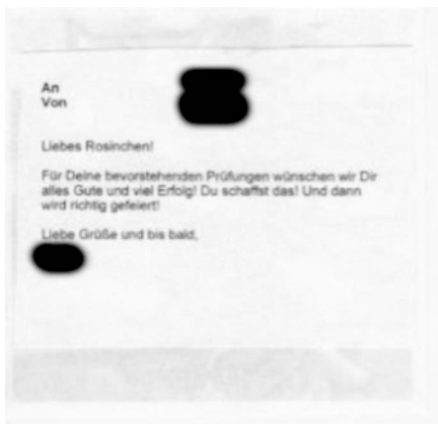 An
Von
Liebes Rosinchen!
Für Deine bevorstehenden Prüfungen wünschen wir Dir
alles Gute und viel Erfolg! Du schaffst das! Und dann
wird richtig gefeiert!
Liebe Grüße und bis bald,